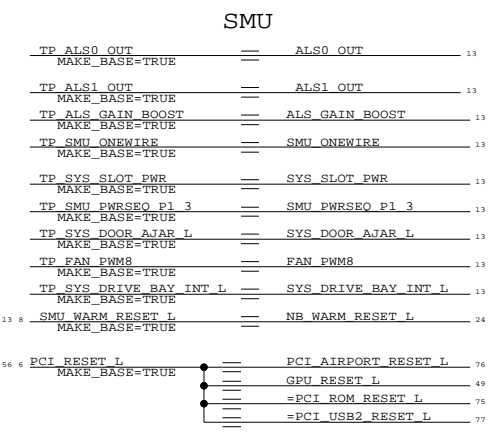 SMU
TP_ALS0_OUT ALS0_OUT 13
MAKE_BASE=TRUE
TP_ALS1_OUT ALS1_OUT 13
MAKE_BASE=TRUE
TP_ALS_GAIN_BOOST ALS_GAIN_BOOST 13
MAKE_BASE=TRUE
TP_SMU_ONEWIRE SMU_ONEWIRE 13
MAKE_BASE=TRUE
TP_SYS_SLOT_PWR SYS_SLOT_PWR 13
MAKE_BASE=TRUE
TP_SMU_PWRSEQ_P1_3 SMU_PWRSEQ_P1_3 13
MAKE_BASE=TRUE
TP_SYS_DOOR_AJAR_L SYS_DOOR_AJAR_L 13
MAKE_BASE=TRUE
TP_FAN_PWM8 FAN_PWM8 13
MAKE_BASE=TRUE
TP_SYS_DRIVE_BAY_INT_L SYS_DRIVE_BAY_INT_L 13
MAKE_BASE=TRUE
13 8 SMU_WARM_RESET_L NB_WARM_RESET_L 24
MAKE_BASE=TRUE
56 6 PCI_RESET_L PCI_AIRPORT_RESET_L 76
MAKE_BASE=TRUE
GPU_RESET_L 49
=PCI_ROM_RESET_L 75
=PCI_USB2_RESET_L 77